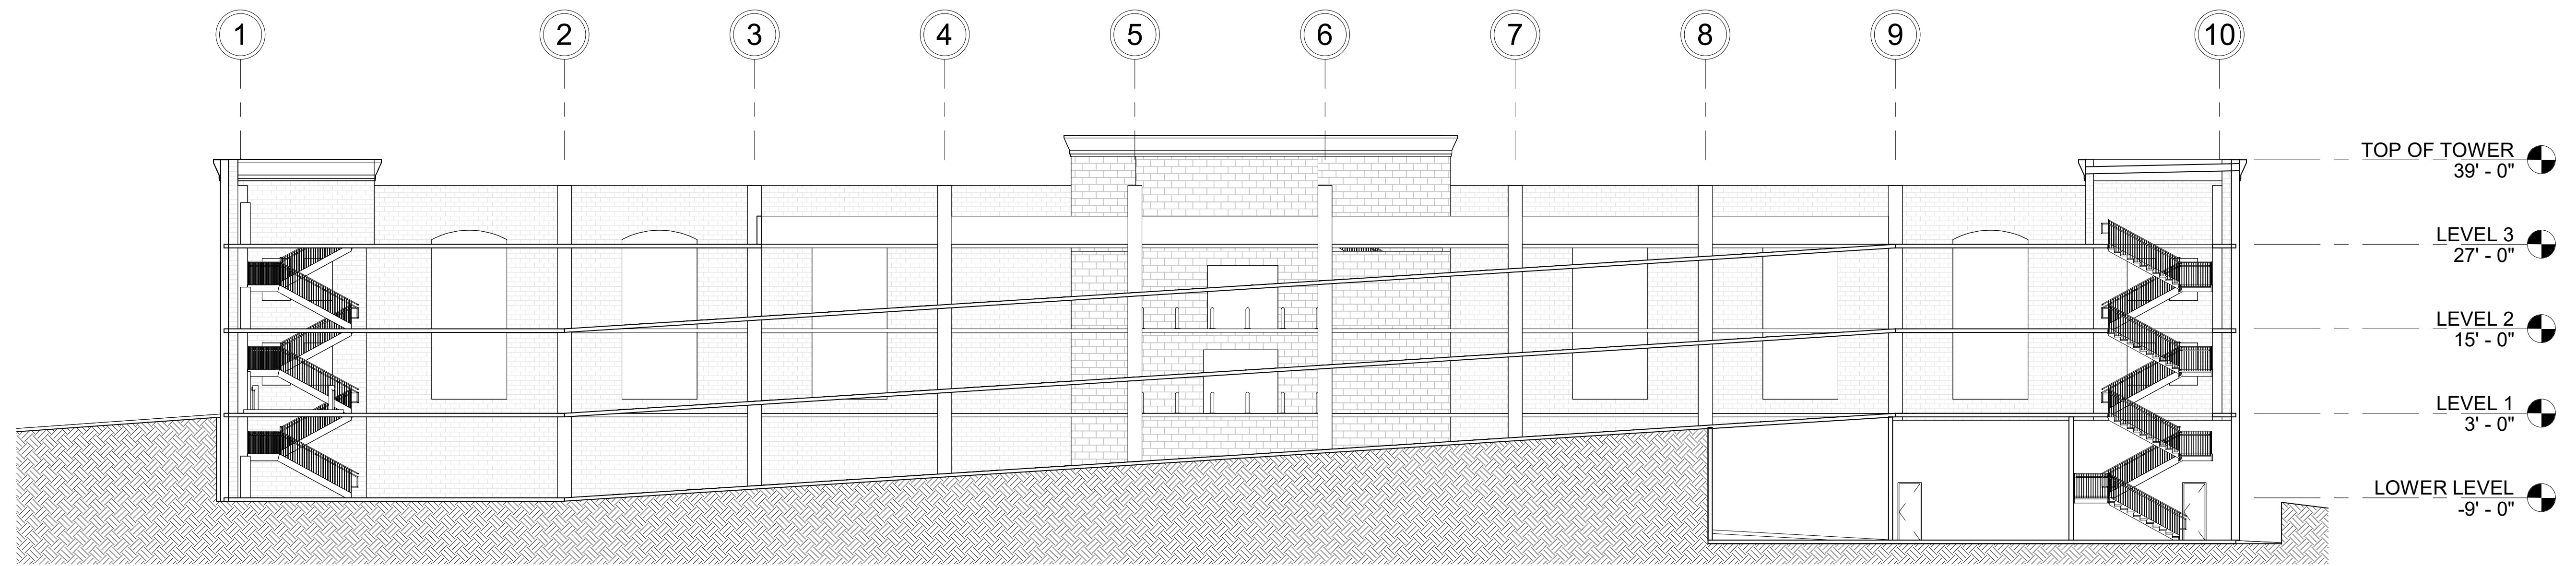 1 2 3 4 5 6 7 8 9 10
TOP OF TOWER
39' - 0"
LEVEL 3
27' - 0"
LEVEL 2
15' - 0"
LEVEL 1
3' - 0"
LOWER LEVEL
-9' - 0"